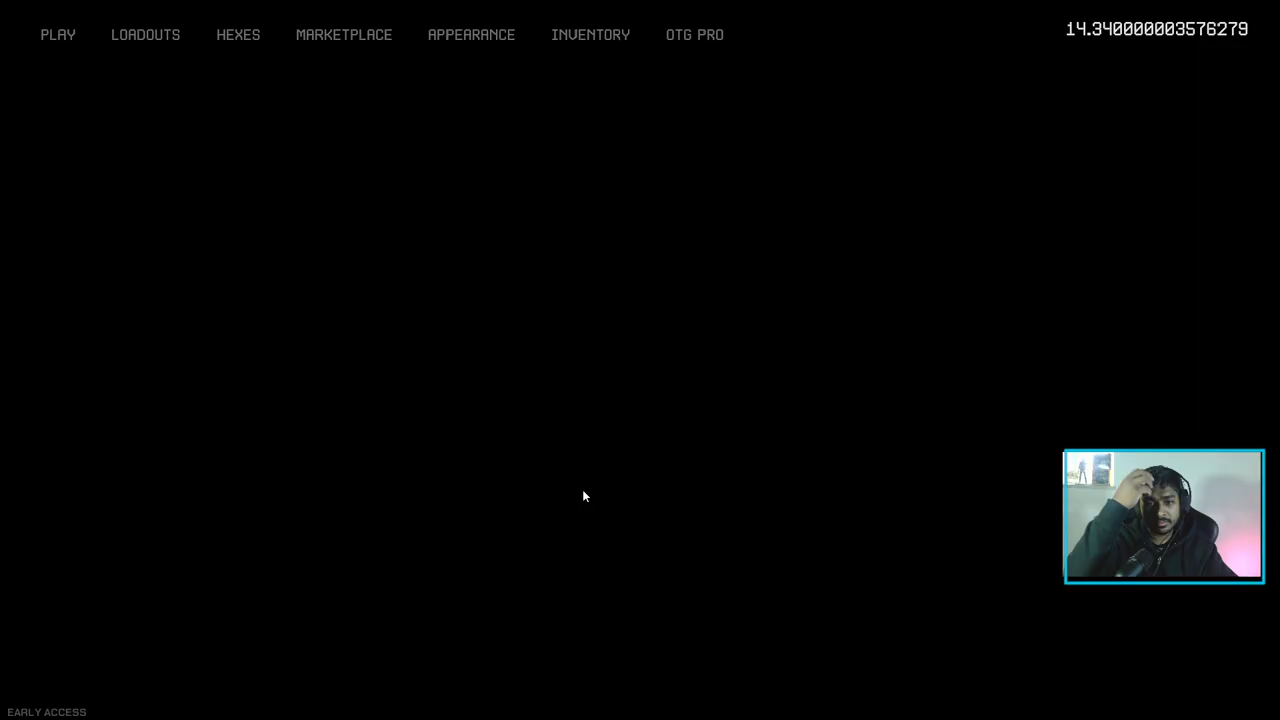 PLAY LOADOUTS HEXES MARKETPLACE APPEARANCE INVENTORY OTG PRO
14.340000003576279
EARLY ACCESS